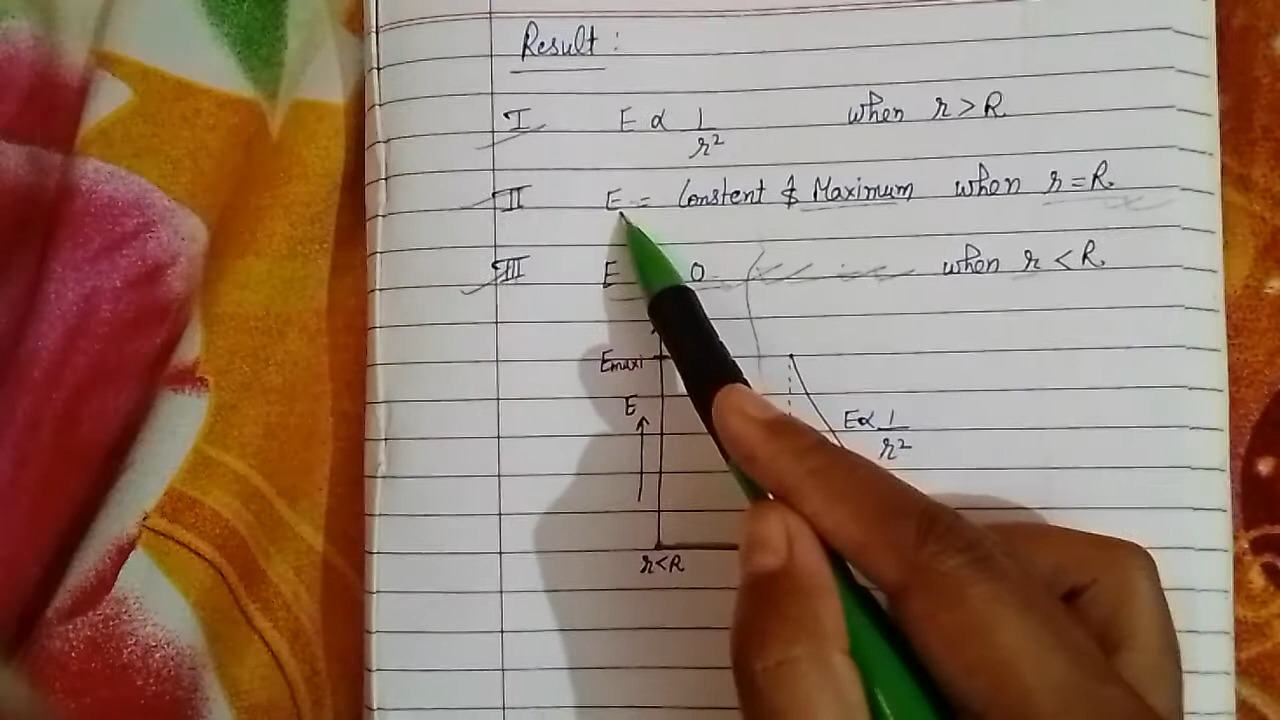 Result :
I E ∝ 1/r² when r > R
II E = Constent & Maximum when r = R.
III E 0 when r < R.
Emaxi
E
E∝ 1/r²
r<R